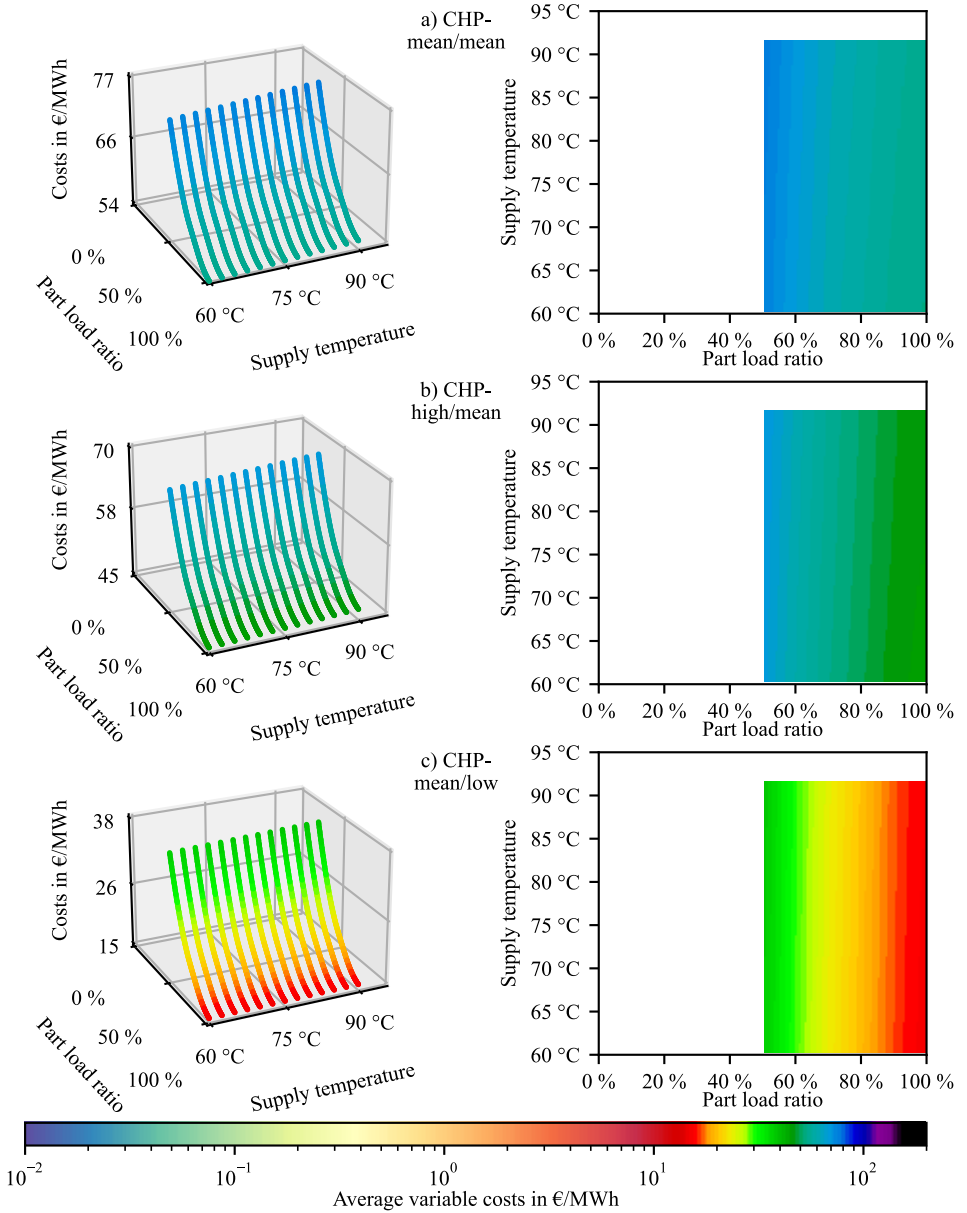 a) CHP-
mean/mean
Costs in €/MWh
77
66
54
0 %
50 %
100 %
Part load ratio
60 °C
75 °C
90 °C
Supply temperature
Supply temperature
95 °C
90 °C
85 °C
80 °C
75 °C
70 °C
65 °C
60 °C
0 %
20 %
40 %
60 %
80 %
100 %
Part load ratio
b) CHP-
high/mean
Costs in €/MWh
70
58
45
0 %
50 %
100 %
Part load ratio
60 °C
75 °C
90 °C
Supply temperature
Supply temperature
95 °C
90 °C
85 °C
80 °C
75 °C
70 °C
65 °C
60 °C
0 %
20 %
40 %
60 %
80 %
100 %
Part load ratio
c) CHP-
mean/low
Costs in €/MWh
38
26
15
0 %
50 %
100 %
Part load ratio
60 °C
75 °C
90 °C
Supply temperature
Supply temperature
95 °C
90 °C
85 °C
80 °C
75 °C
70 °C
65 °C
60 °C
0 %
20 %
40 %
60 %
80 %
100 %
Part load ratio
10⁻²
10⁻¹
10⁰
10¹
10²
Average variable costs in €/MWh